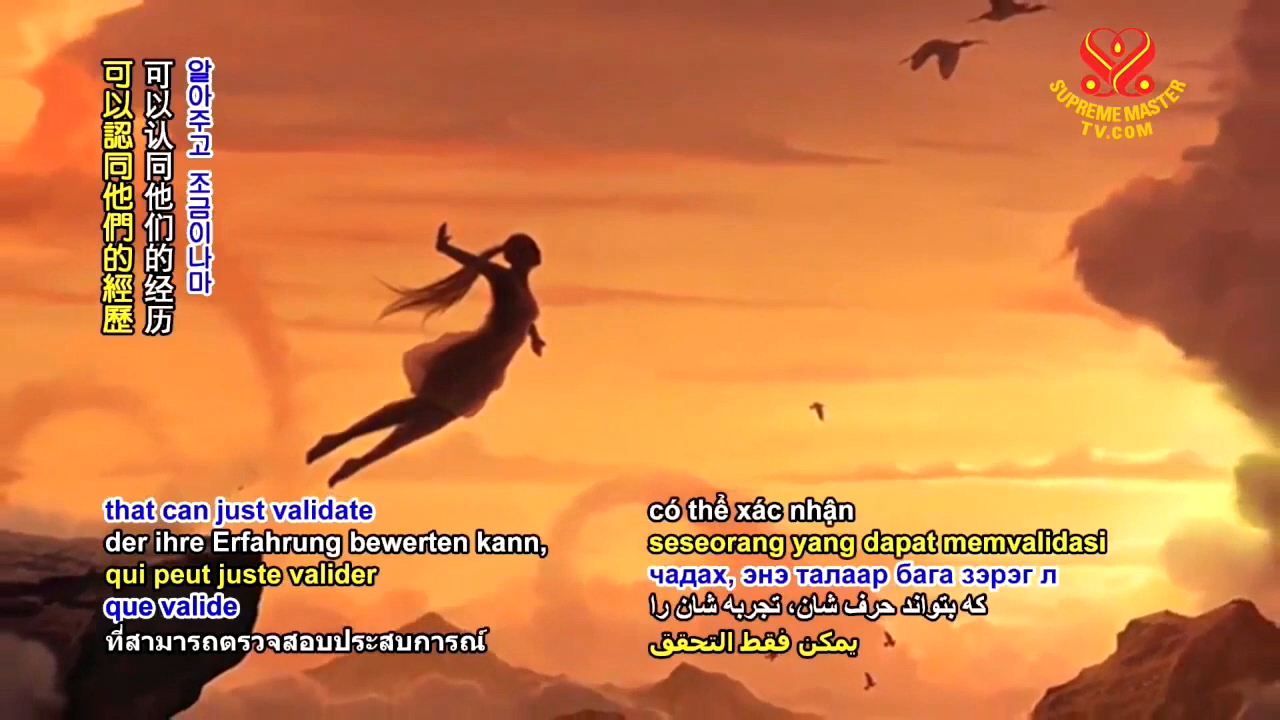 可以認同他們的經歷
可以认同他们的经历
알아주고 조금이나마
SUPREME MASTER
TV.COM
that can just validate
der ihre Erfahrung bewerten kann,
qui peut juste valider
que valide
ที่สามารถตรวจสอบประสบการณ์
có thể xác nhận
seseorang yang dapat memvalidasi
чадах, энэ талаар бага зэрэг л
که بتواند حرف شان، تجربه شان را
يمكن فقط التحقق